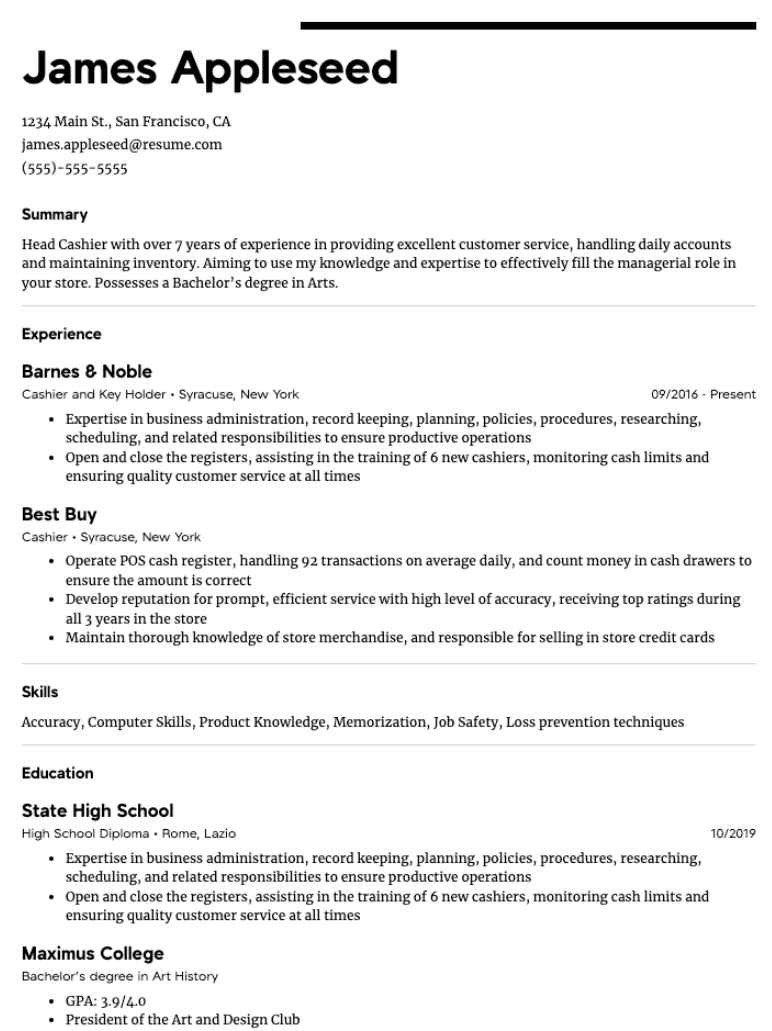 James Appleseed
1234 Main St., San Francisco, CA
james.appleseed@resume.com
(555)-555-5555
Summary
Head Cashier with over 7 years of experience in providing excellent customer service, handling daily accounts
and maintaining inventory. Aiming to use my knowledge and expertise to effectively fill the managerial role in
your store. Possesses a Bachelor’s degree in Arts.
Experience
Barnes & Noble
Cashier and Key Holder • Syracuse, New York 09/2016 - Present
• Expertise in business administration, record keeping, planning, policies, procedures, researching,
scheduling, and related responsibilities to ensure productive operations
• Open and close the registers, assisting in the training of 6 new cashiers, monitoring cash limits and
ensuring quality customer service at all times
Best Buy
Cashier • Syracuse, New York
• Operate POS cash register, handling 92 transactions on average daily, and count money in cash drawers to
ensure the amount is correct
• Develop reputation for prompt, efficient service with high level of accuracy, receiving top ratings during
all 3 years in the store
• Maintain thorough knowledge of store merchandise, and responsible for selling in store credit cards
Skills
Accuracy, Computer Skills, Product Knowledge, Memorization, Job Safety, Loss prevention techniques
Education
State High School
High School Diploma • Rome, Lazio 10/2019
• Expertise in business administration, record keeping, planning, policies, procedures, researching,
scheduling, and related responsibilities to ensure productive operations
• Open and close the registers, assisting in the training of 6 new cashiers, monitoring cash limits and
ensuring quality customer service at all times
Maximus College
Bachelor’s degree in Art History
• GPA: 3.9/4.0
• President of the Art and Design Club